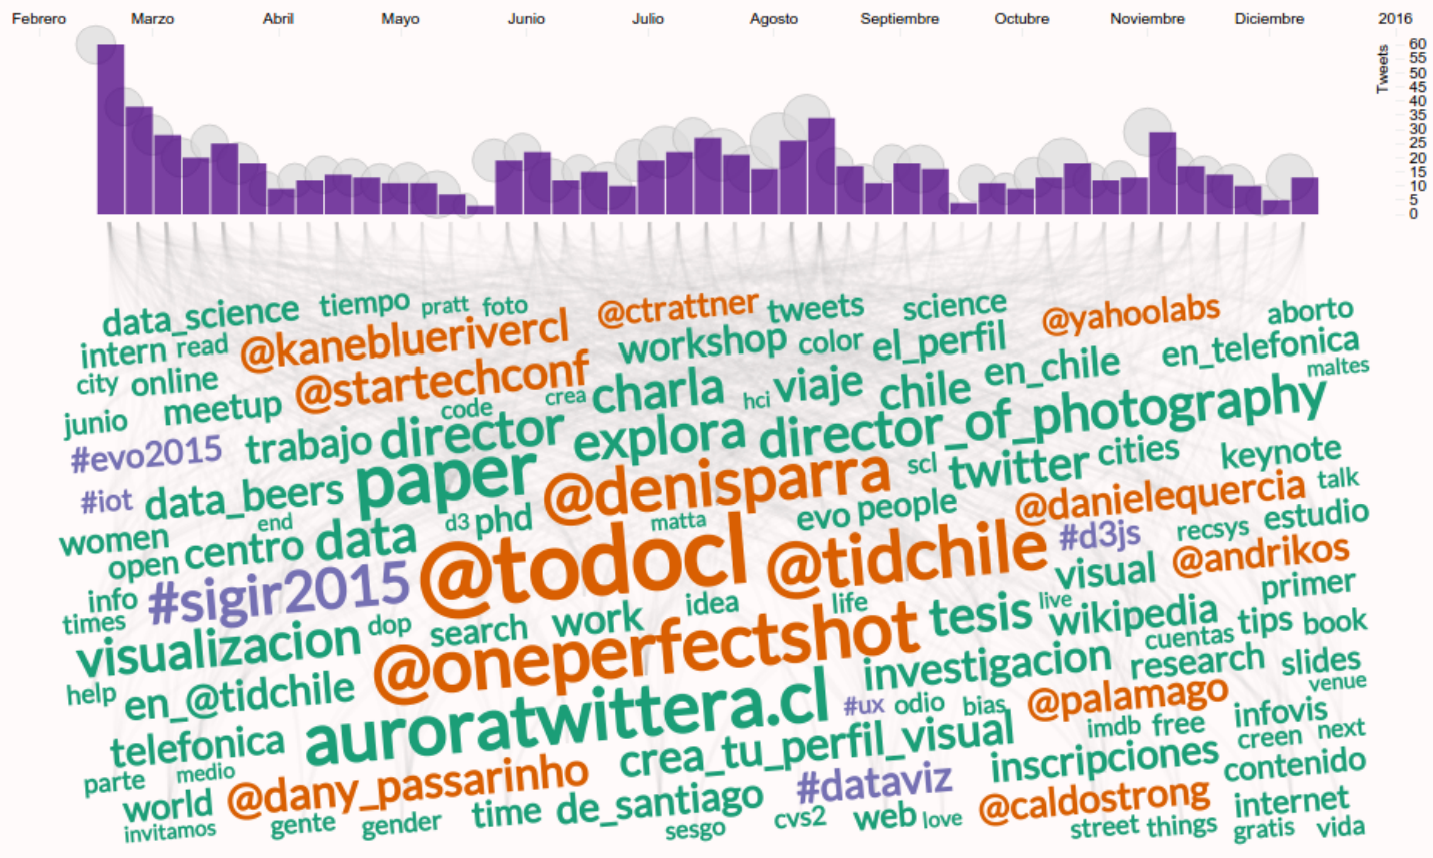 Febrero Marzo Abril Mayo Junio Julio Agosto Septiembre Octubre Noviembre Diciembre 2016
Tweets
60
55
50
45
40
35
30
25
20
15
10
5
0
data_science tiempo pratt foto @ctrattner tweets science @yahoolabs aborto
intern read @kanebluerivercl workshop color el_perfil en_chile en_telefonica
city online @startechconf crea charla hci viaje chile maltes
junio meetup code director explora director_of_photography
#evo2015 trabajo paper @denisparra scl twitter cities keynote
#iot data_beers d3 phd matta evo people @danielequercia talk
women end centro data @todocl @tidchile #d3js recsys estudio
open #sigir2015 visual @andrikos
info search work idea life tesis live wikipedia primer
times visualizacion dop @oneperfectshot investigacion cuentas tips book
help en_@tidchile auroratwittera.cl #ux odio bias @palamago research slides
venue
telefonica crea_tu_perfil_visual imdb free infovis
parte medio @dany_passarinho #dataviz inscripciones creen next
world time de_santiago cvs2 web love @caldostrong contenido
invitamos gente gender sesgo street things internet
gratis vida